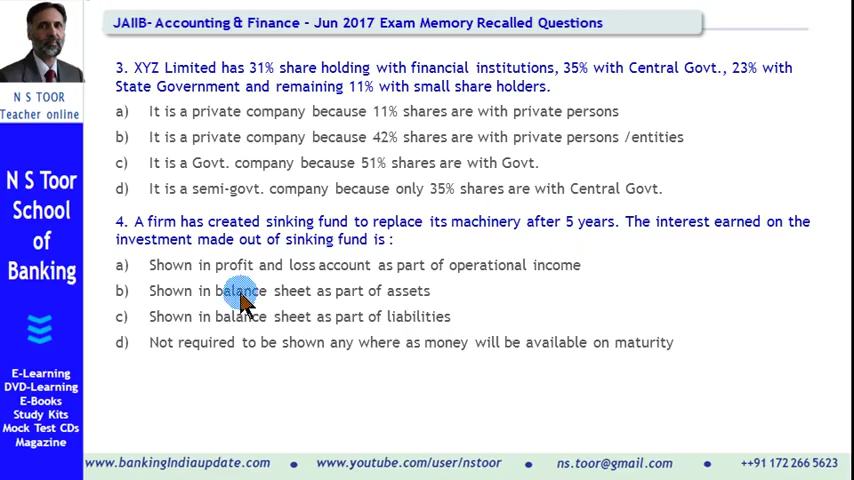 JAIIB- Accounting & Finance - Jun 2017 Exam Memory Recalled Questions
N S TOOR
Teacher online
N S Toor
School
of
Banking
E-Learning
DVD-Learning
E-Books
Study Kits
Mock Test CDs
Magazine
3. XYZ Limited has 31% share holding with financial institutions, 35% with Central Govt., 23% with
State Government and remaining 11% with small share holders.
a) It is a private company because 11% shares are with private persons
b) It is a private company because 42% shares are with private persons /entities
c) It is a Govt. company because 51% shares are with Govt.
d) It is a semi-govt. company because only 35% shares are with Central Govt.
4. A firm has created sinking fund to replace its machinery after 5 years. The interest earned on the
investment made out of sinking fund is :
a) Shown in profit and loss account as part of operational income
b) Shown in balance sheet as part of assets
c) Shown in balance sheet as part of liabilities
d) Not required to be shown any where as money will be available on maturity
www.bankingIndiaupdate.com ● www.youtube.com/user/nstoor ● ns.toor@gmail.com ● ++91 172 266 5623